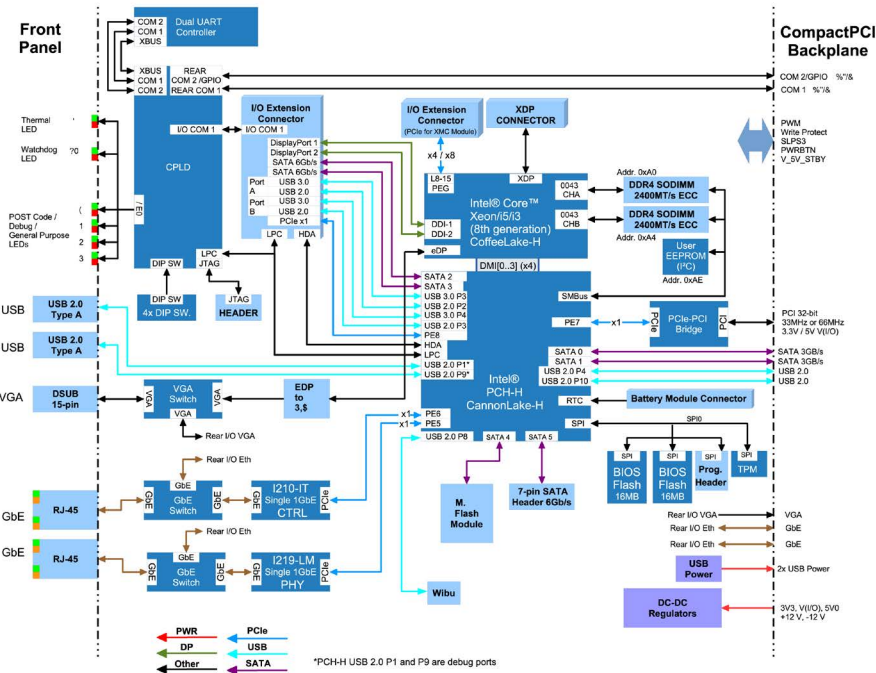 Front
Panel
CompactPCI
Backplane
COM 2
COM 1
XBUS
Dual UART
Controller
XBUS
COM 1
COM 2
REAR
COM 2 /GPIO
REAR COM 1
COM 2/GPIO %"/&
COM 1 %"/&
I/O COM 1
CPLD
/ E0
I/O Extension
Connector
I/O COM 1
DisplayPort 1
DisplayPort 2
SATA 6Gb/s
SATA 6Gb/s
Port
A
USB 3.0
USB 2.0
Port
B
USB 3.0
USB 2.0
PCIe x1
LPC
HDA
LPC
JTAG
DIP SW
DIP SW
4x DIP SW.
JTAG
HEADER
Thermal
LED
Watchdog
LED
?0
POST Code /
Debug /
General Purpose
LEDs
(
1
2
3
I/O Extension
Connector
(PCIe for XMC Module)
x4 / x8
XDP
CONNECTOR
L8-15
PEG
XDP
Intel® Core™
Xeon/i5/i3
(8th generation)
CoffeeLake-H
0043
CHA
0043
CHB
DDI-1
DDI-2
eDP
DMI[0..3] (x4)
Addr. 0xA0
DDR4 SODIMM
2400MT/s ECC
DDR4 SODIMM
2400MT/s ECC
Addr. 0xA4
User
EEPROM
(I²C)
Addr. 0xAE
PWM
Write Protect
SLPS3
PWRBTN
V_5V_STBY
SATA 2
SATA 3
USB 3.0 P3
USB 2.0 P2
USB 3.0 P4
USB 2.0 P3
PE8
HDA
LPC
USB 2.0 P1*
USB 2.0 P9*
PE6
PE5
USB 2.0 P8
SATA 4
SATA 5
Intel®
PCH-H
CannonLake-H
SMBus
PE7
SATA 0
SATA 1
USB 2.0 P4
USB 2.0 P10
RTC
SPI
x1
PCIe
PCIe-PCI
Bridge
PCI
PCI 32-bit
33MHz or 66MHz
3.3V / 5V V(I/O)
SATA 3GB/s
SATA 3GB/s
USB 2.0
USB 2.0
Battery Module Connector
SPI0
SPI
BIOS
Flash
16MB
SPI
BIOS
Flash
16MB
SPI
Prog.
Header
SPI
TPM
USB
USB 2.0
Type A
USB
USB 2.0
Type A
VGA
DSUB
15-pin
VGA
VGA
Switch
VGA
VGA
Rear I/O VGA
EDP
to
3,$
x1
x1
Rear I/O Eth
GbE
RJ-45
GbE
GbE
GbE
Switch
GbE
GbE
I210-IT
Single 1GbE
CTRL
PCIe
Rear I/O Eth
GbE
RJ-45
GbE
GbE
GbE
Switch
GbE
GbE
I219-LM
Single 1GbE
PHY
PCIe
M.
Flash
Module
7-pin SATA
Header 6Gb/s
Wibu
Rear I/O VGA
VGA
Rear I/O Eth
GbE
Rear I/O Eth
GbE
USB
Power
2x USB Power
DC-DC
Regulators
3V3, V(I/O), 5V0
+12 V, -12 V
PWR
PCIe
DP
USB
Other
SATA
*PCH-H USB 2.0 P1 and P9 are debug ports